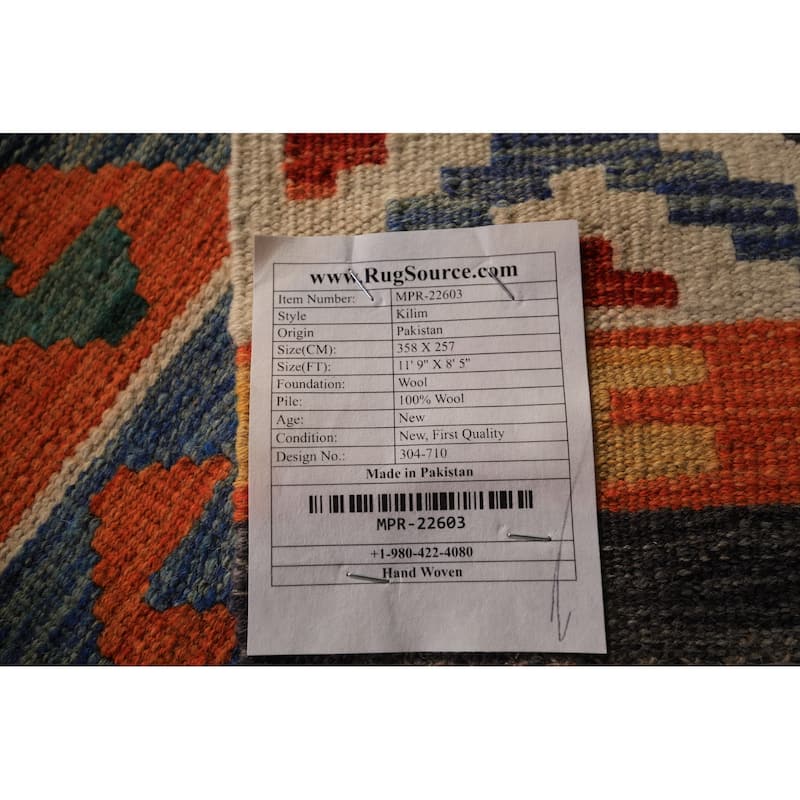 www.RugSource.com
Item Number: MPR-22603
Style Kilim
Origin Pakistan
Size(CM): 358 X 257
Size(FT): 11' 9" X 8' 5"
Foundation: Wool
Pile: 100% Wool
Age: New
Condition: New, First Quality
Design No.: 304-710
Made in Pakistan
MPR-22603
+1-980-422-4080
Hand Woven